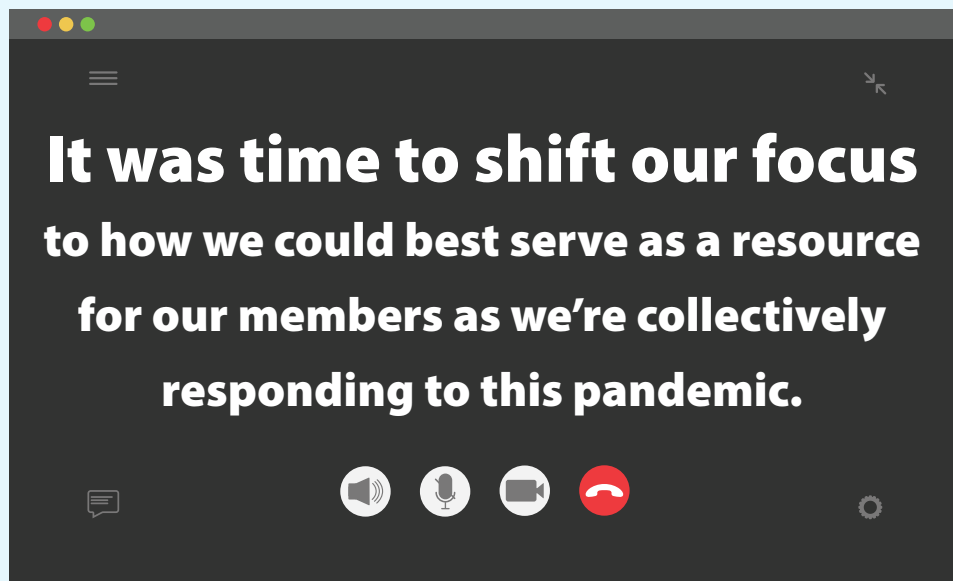 It was time to shift our focus
to how we could best serve as a resource
for our members as we’re collectively
responding to this pandemic.